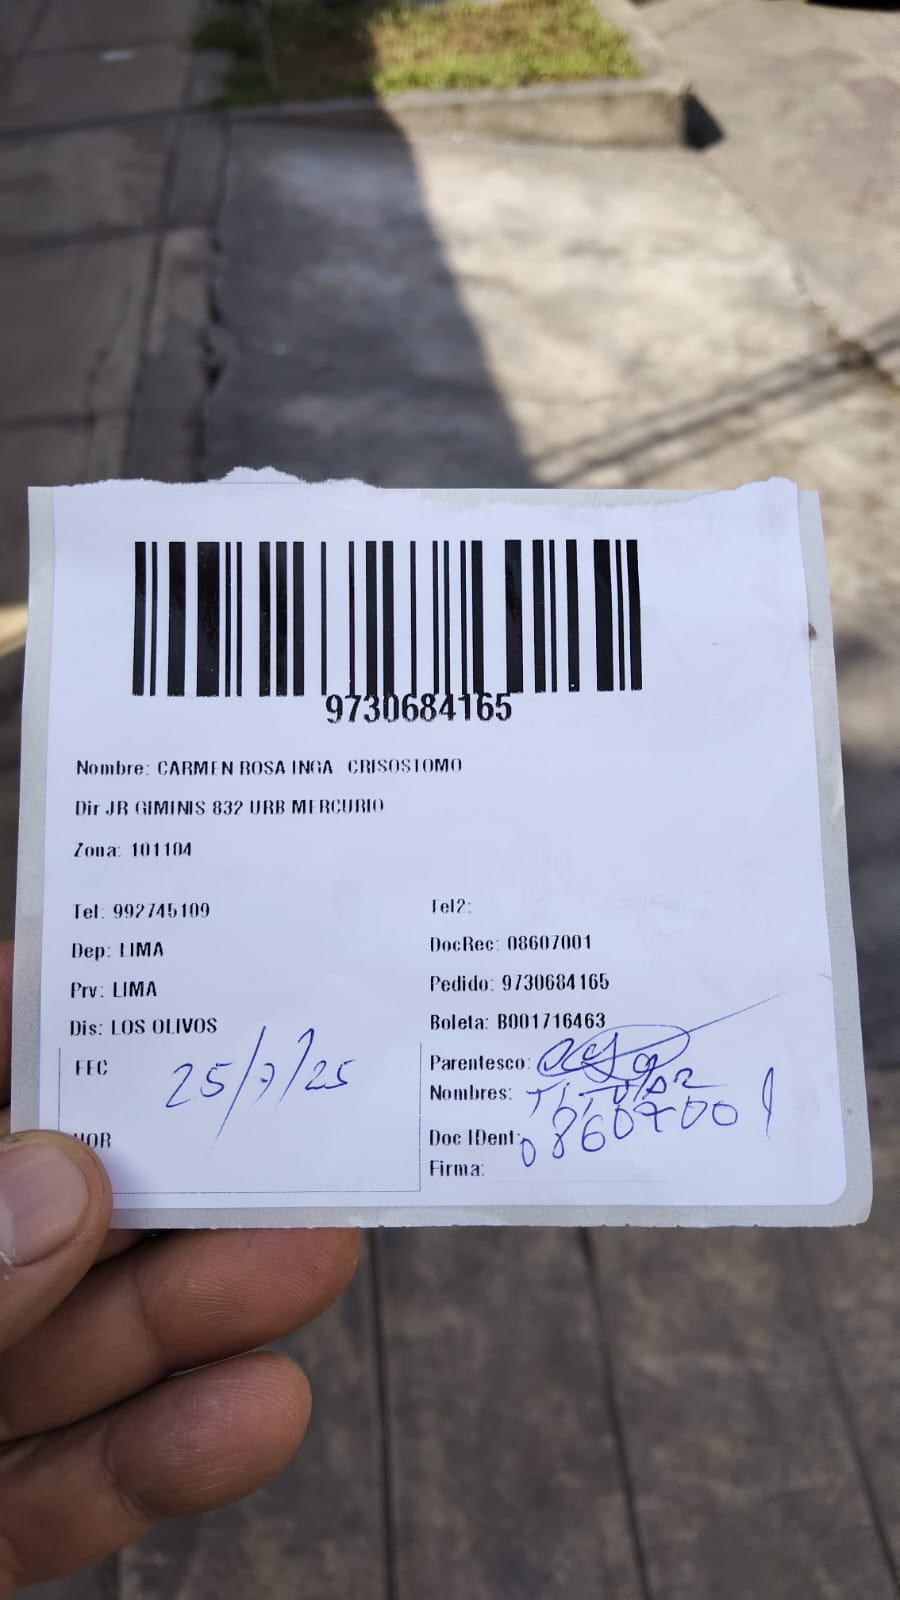 9730684165
Nombre: CARMEN ROSA INGA CRISOSTOMO
Dir JR GIMINIS 832 URB MERCURIO
Zona: 101104
Tel: 992745109
Tel2:
Dep: LIMA
DocRec: 08607001
Prv: LIMA
Pedido: 9730684165
Dis: LOS OLIVOS
Boleta: B001716463
FEC 25/7/25
Parentesco:
Nombres: TITULAR
HOR
Doc IDent: 08607001
Firma: